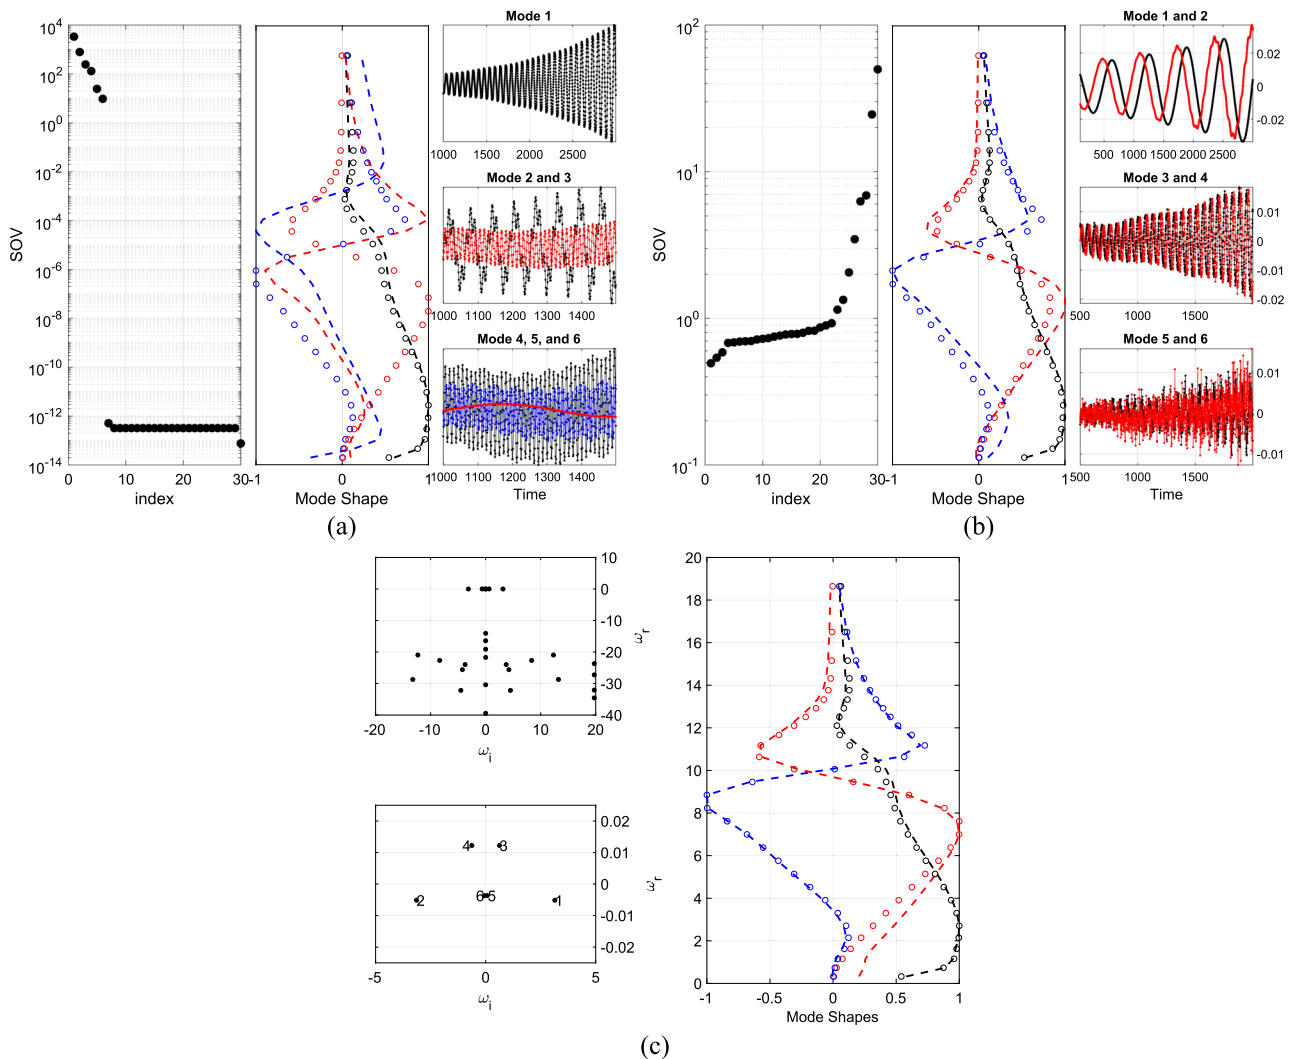 Mode 1
10^4
10^2
10^0
10^-2
10^-4
10^-6
10^-8
10^-10
10^-12
10^-14
SOV
0 10 20 30
index
-1 0 1
Mode Shape
1000 1500 2000 2500
Mode 2 and 3
1000 1100 1200 1300 1400
Mode 4, 5, and 6
1000 1100 1200 1300 1400
Time
(a)
10^2
10^1
10^0
10^-1
SOV
0 10 20 30
index
-1 0 1
Mode Shape
Mode 1 and 2
0.02
0
-0.02
500 1000 1500 2000 2500
Mode 3 and 4
0.01
0
-0.01
-0.02
500 1000 1500
Mode 5 and 6
0.01
0
-0.01
500 1000 1500
Time
(b)
10
0
-10
-20
-30
-40
ωr
-20 -10 0 10 20
ωi
4 3
6 5
2 1
0.02
0.01
0
-0.01
-0.02
ωr
-5 0 5
ωi
20
18
16
14
12
10
8
6
4
2
0
-1 -0.5 0 0.5 1
Mode Shapes
(c)